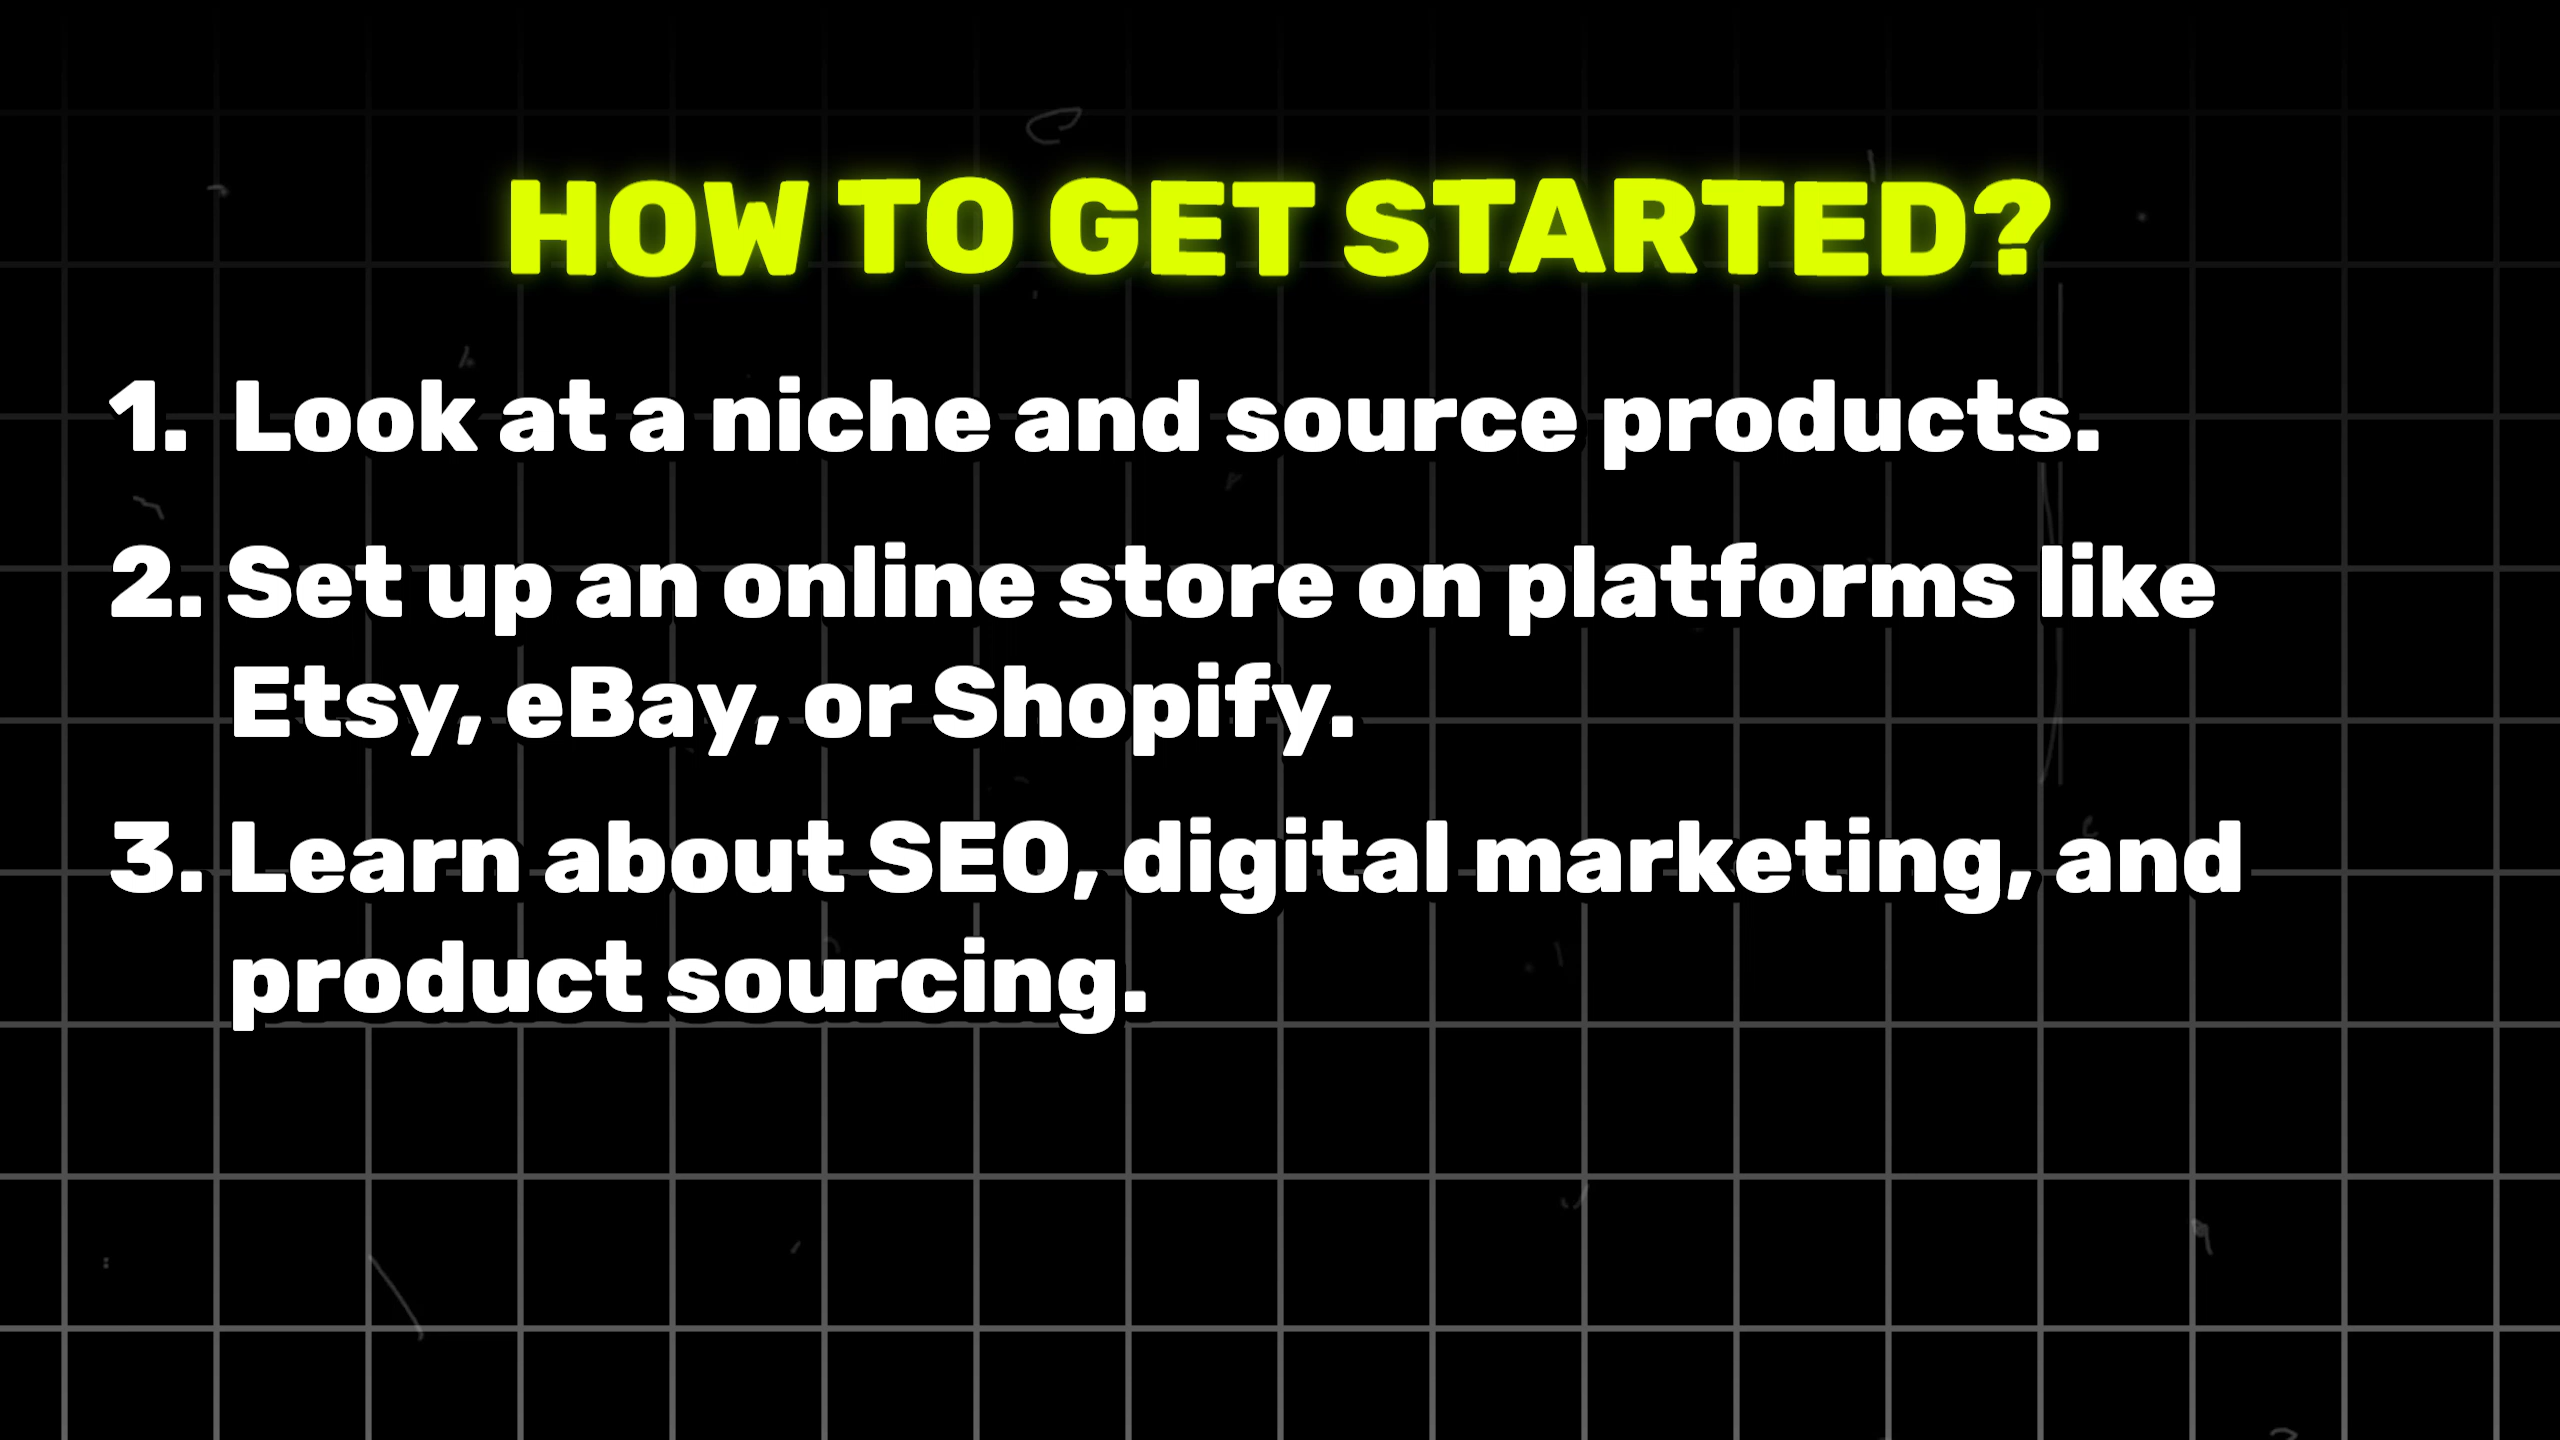 HOW TO GET STARTED?
1. Look at a niche and source products.
2. Set up an online store on platforms like
Etsy, eBay, or Shopify.
3. Learn about SEO, digital marketing, and
product sourcing.